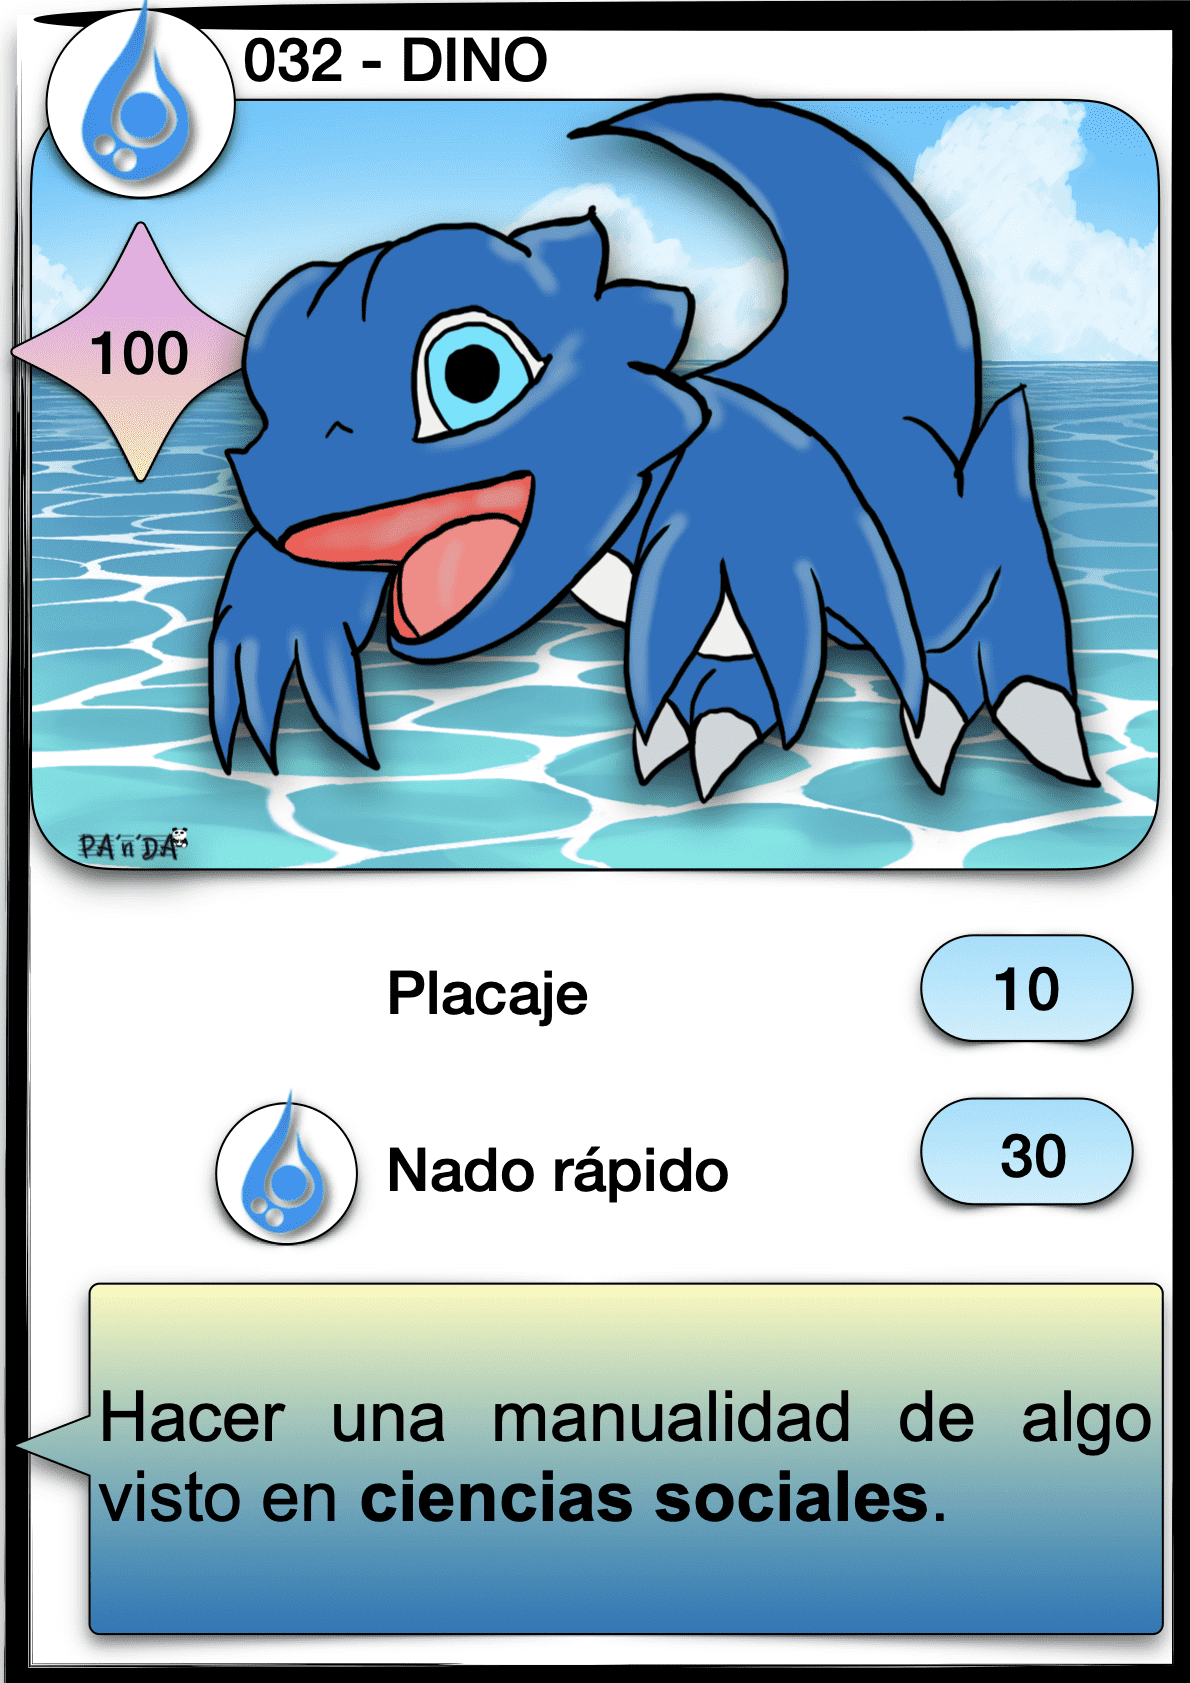 032 - DINO
100
PA'n'DA
Placaje
10
Nado rápido
30
Hacer una manualidad de algo
visto en ciencias sociales.